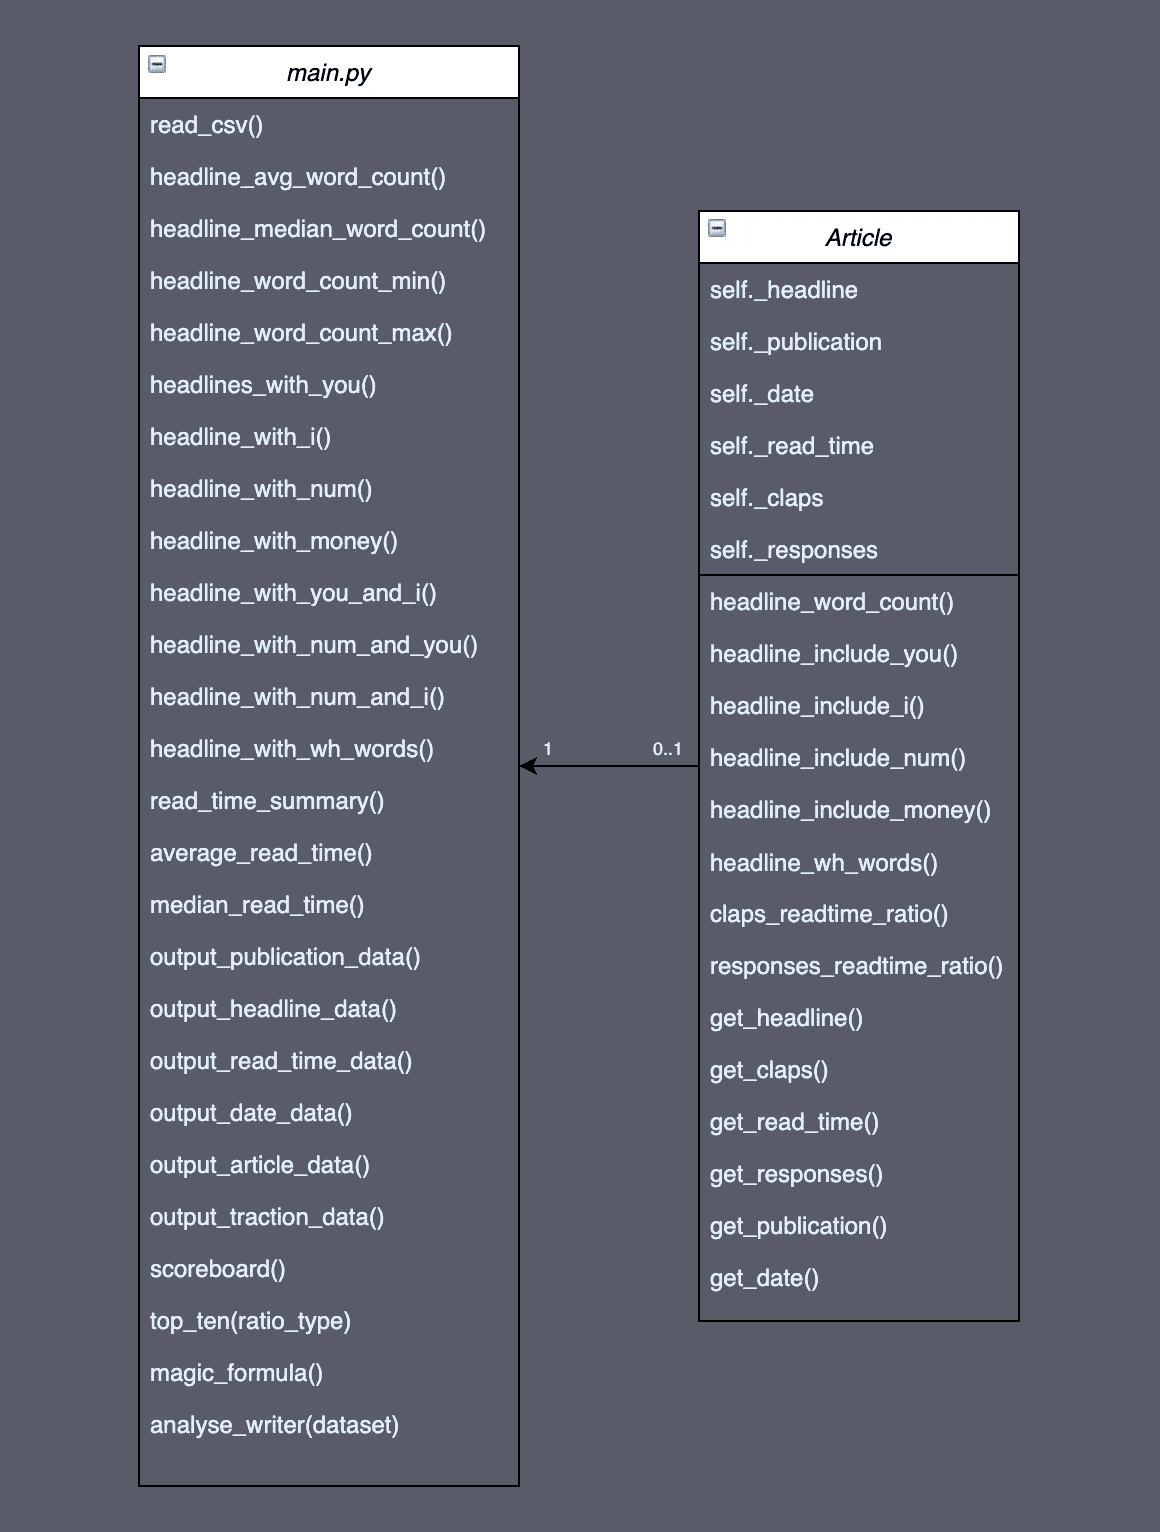 main.py
read_csv()
headline_avg_word_count()
headline_median_word_count()
headline_word_count_min()
headline_word_count_max()
headlines_with_you()
headline_with_i()
headline_with_num()
headline_with_money()
headline_with_you_and_i()
headline_with_num_and_you()
headline_with_num_and_i()
headline_with_wh_words()
read_time_summary()
average_read_time()
median_read_time()
output_publication_data()
output_headline_data()
output_read_time_data()
output_date_data()
output_article_data()
output_traction_data()
scoreboard()
top_ten(ratio_type)
magic_formula()
analyse_writer(dataset)
1
0..1
Article
self._headline
self._publication
self._date
self._read_time
self._claps
self._responses
headline_word_count()
headline_include_you()
headline_include_i()
headline_include_num()
headline_include_money()
headline_wh_words()
claps_readtime_ratio()
responses_readtime_ratio()
get_headline()
get_claps()
get_read_time()
get_responses()
get_publication()
get_date()